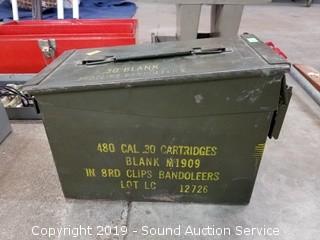 .30 BLANK
480 CAL .30 CARTRIDGES
BLANK M1909
IN 8RD CLIPS BANDOLEERS
LOT LC 12726
Copyright 2019 - Sound Auction Service